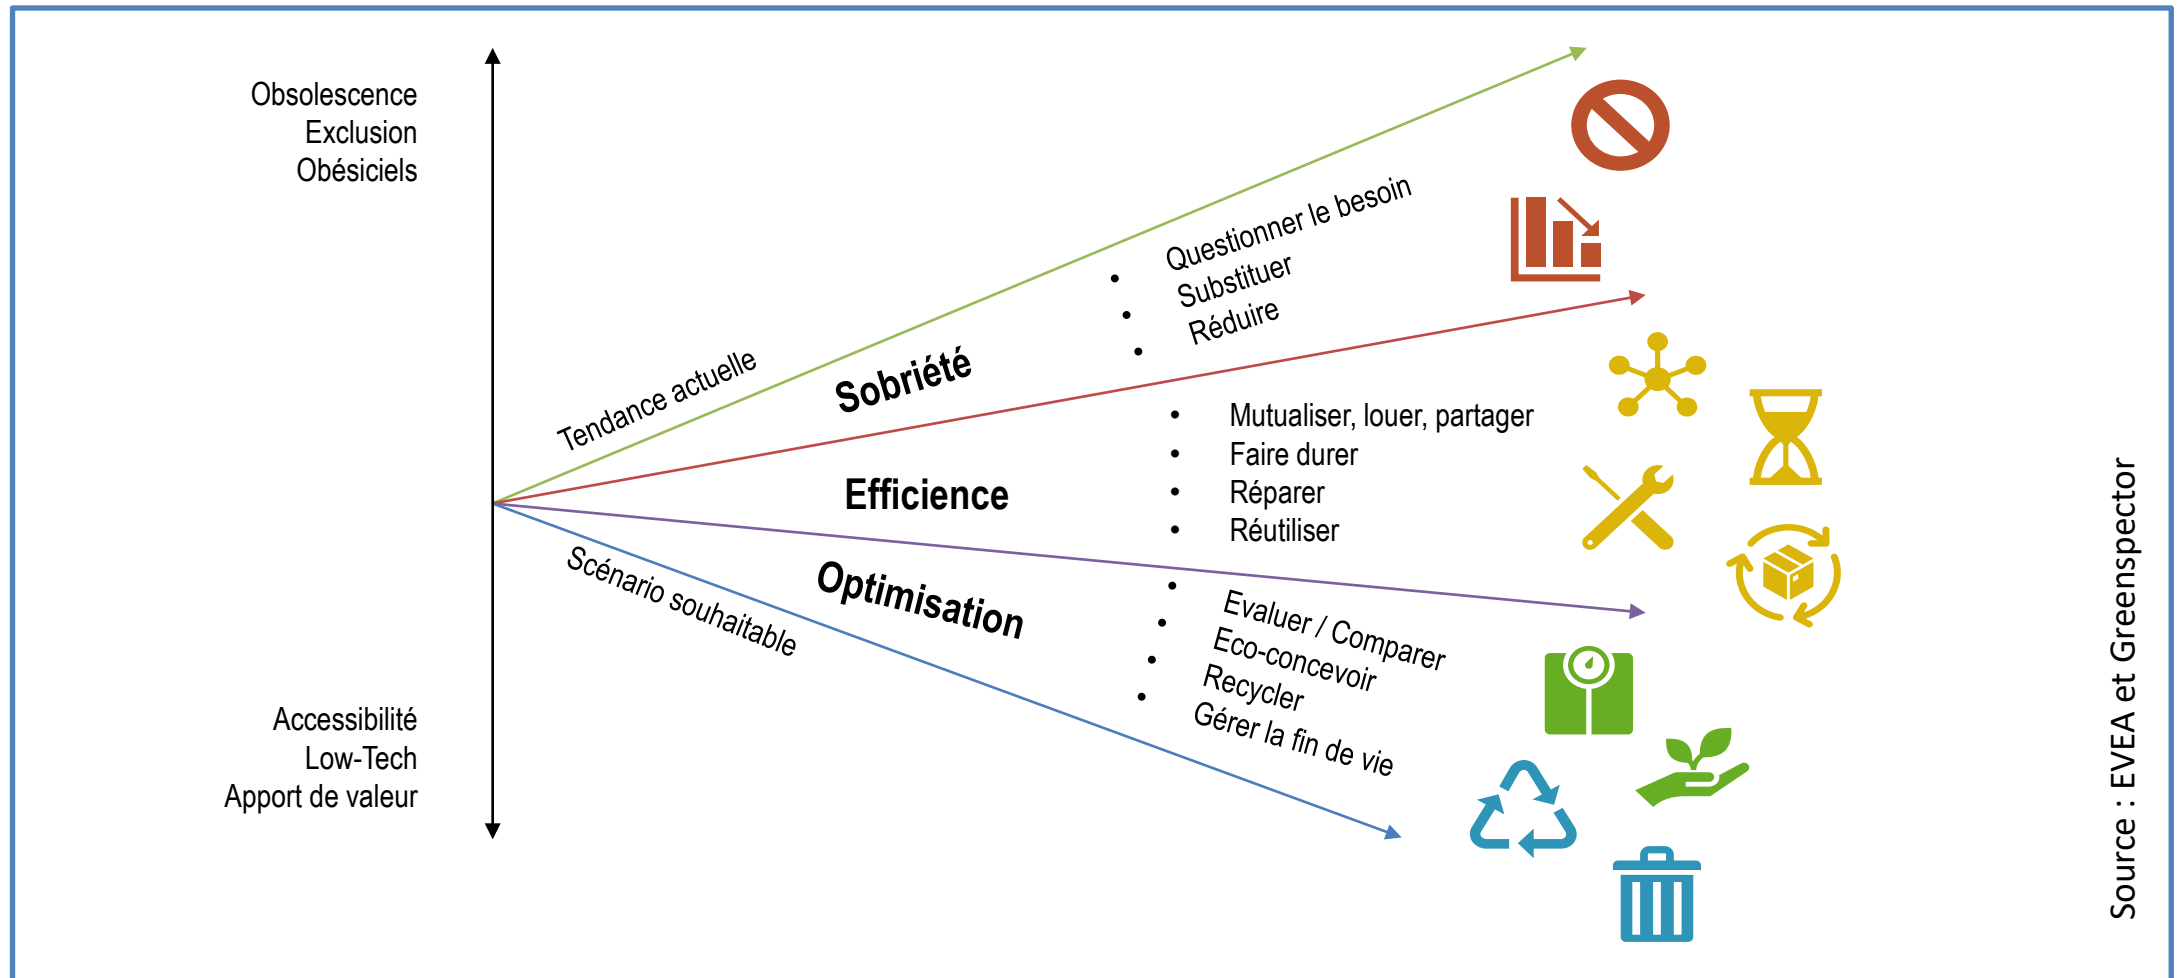 Obsolescence
Exclusion
Obésiciels
Tendance actuelle
Sobriété
• Questionner le besoin
• Substituer
• Réduire
Efficience
• Mutualiser, louer, partager
• Faire durer
• Réparer
• Réutiliser
Scénario souhaitable
Optimisation
• Evaluer / Comparer
• Eco-concevoir
• Recycler
• Gérer la fin de vie
Accessibilité
Low-Tech
Apport de valeur
Source : EVEA et Greenspector